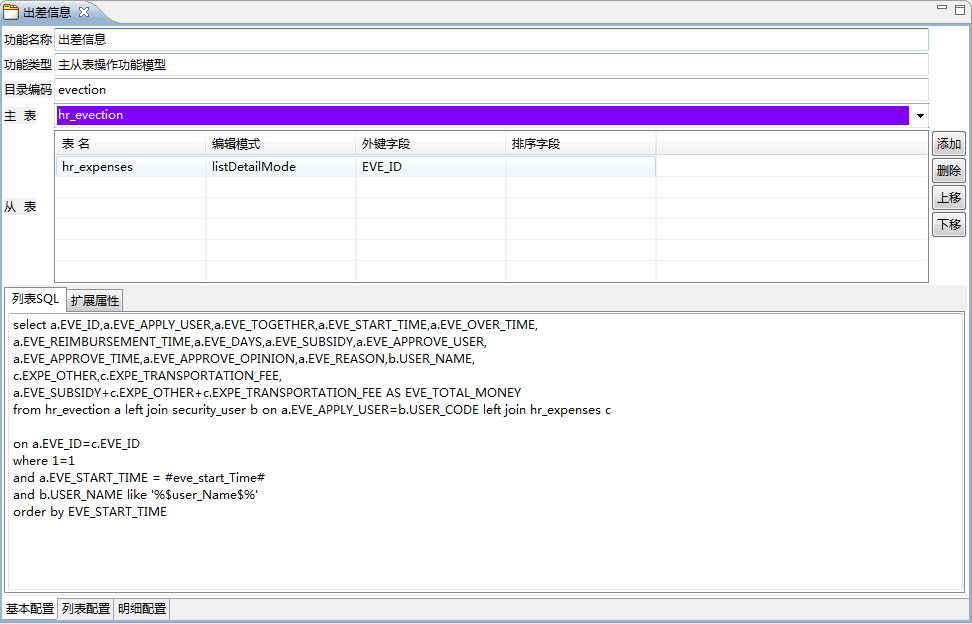 出差信息
功能名称 出差信息
功能类型 主从表操作功能模型
目录编码 evection
主 表 hr_evection
表 名 编辑模式 外键字段 排序字段
hr_expenses listDetailMode EVE_ID
从 表
添加
删除
上移
下移
列表SQL 扩展属性
select a.EVE_ID,a.EVE_APPLY_USER,a.EVE_TOGETHER,a.EVE_START_TIME,a.EVE_OVER_TIME,
a.EVE_REIMBURSEMENT_TIME,a.EVE_DAYS,a.EVE_SUBSIDY,a.EVE_APPROVE_USER,
a.EVE_APPROVE_TIME,a.EVE_APPROVE_OPINION,a.EVE_REASON,b.USER_NAME,
c.EXPE_OTHER,c.EXPE_TRANSPORTATION_FEE,
a.EVE_SUBSIDY+c.EXPE_OTHER+c.EXPE_TRANSPORTATION_FEE AS EVE_TOTAL_MONEY
from hr_evection a left join security_user b on a.EVE_APPLY_USER=b.USER_CODE left join hr_expenses c
on a.EVE_ID=c.EVE_ID
where 1=1
and a.EVE_START_TIME = #eve_start_Time#
and b.USER_NAME like '%$user_Name$%'
order by EVE_START_TIME
基本配置 列表配置 明细配置